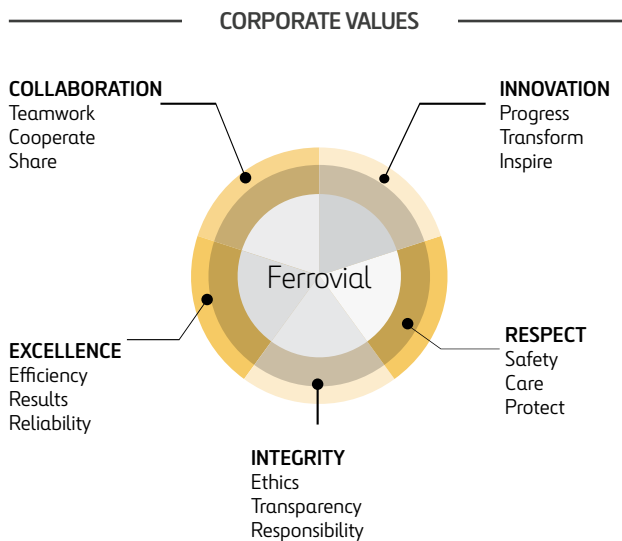 CORPORATE VALUES
COLLABORATION
Teamwork
Cooperate
Share
INNOVATION
Progress
Transform
Inspire
Ferrovial
EXCELLENCE
Efficiency
Results
Reliability
RESPECT
Safety
Care
Protect
INTEGRITY
Ethics
Transparency
Responsibility